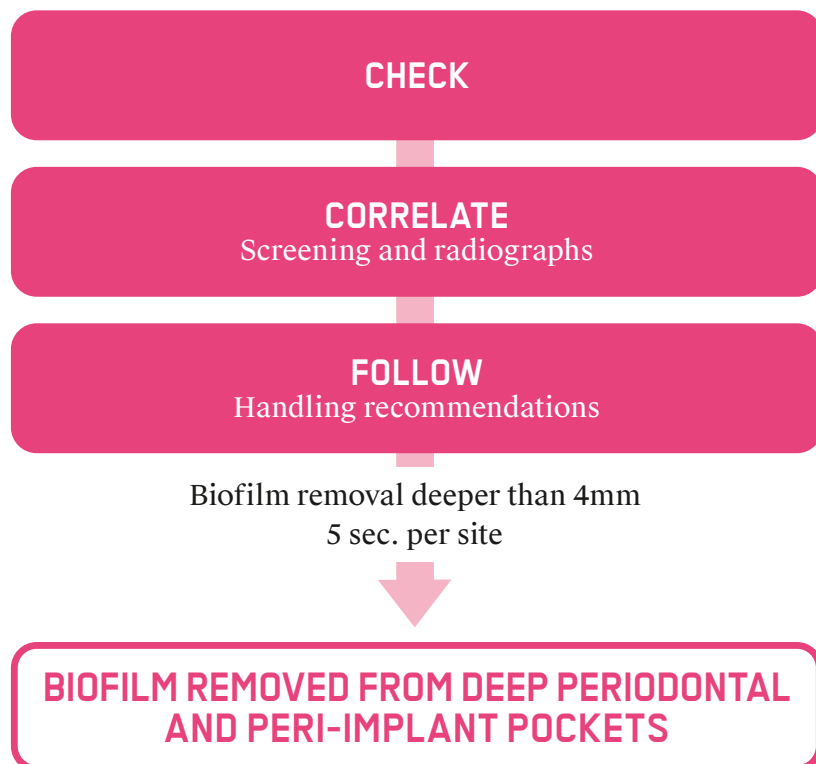 CHECK
CORRELATE
Screening and radiographs
FOLLOW
Handling recommendations
Biofilm removal deeper than 4mm
5 sec. per site
BIOFILM REMOVED FROM DEEP PERIODONTAL
AND PERI-IMPLANT POCKETS